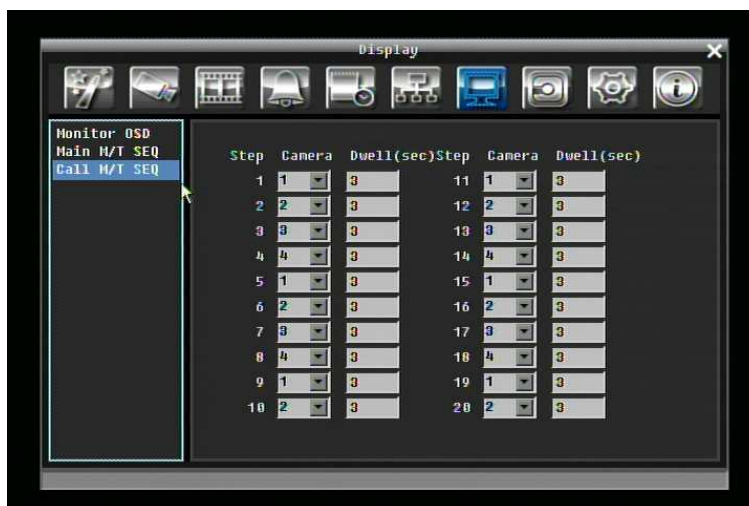 Display
Monitor OSD
Main M/T SEQ
Call M/T SEQ
Step Camera Dwell(sec)Step Camera Dwell(sec)
1 1 3 11 1 3
2 2 3 12 2 3
3 3 3 13 3 3
4 4 3 14 4 3
5 1 3 15 1 3
6 2 3 16 2 3
7 3 3 17 3 3
8 4 3 18 4 3
9 1 3 19 1 3
10 2 3 20 2 3